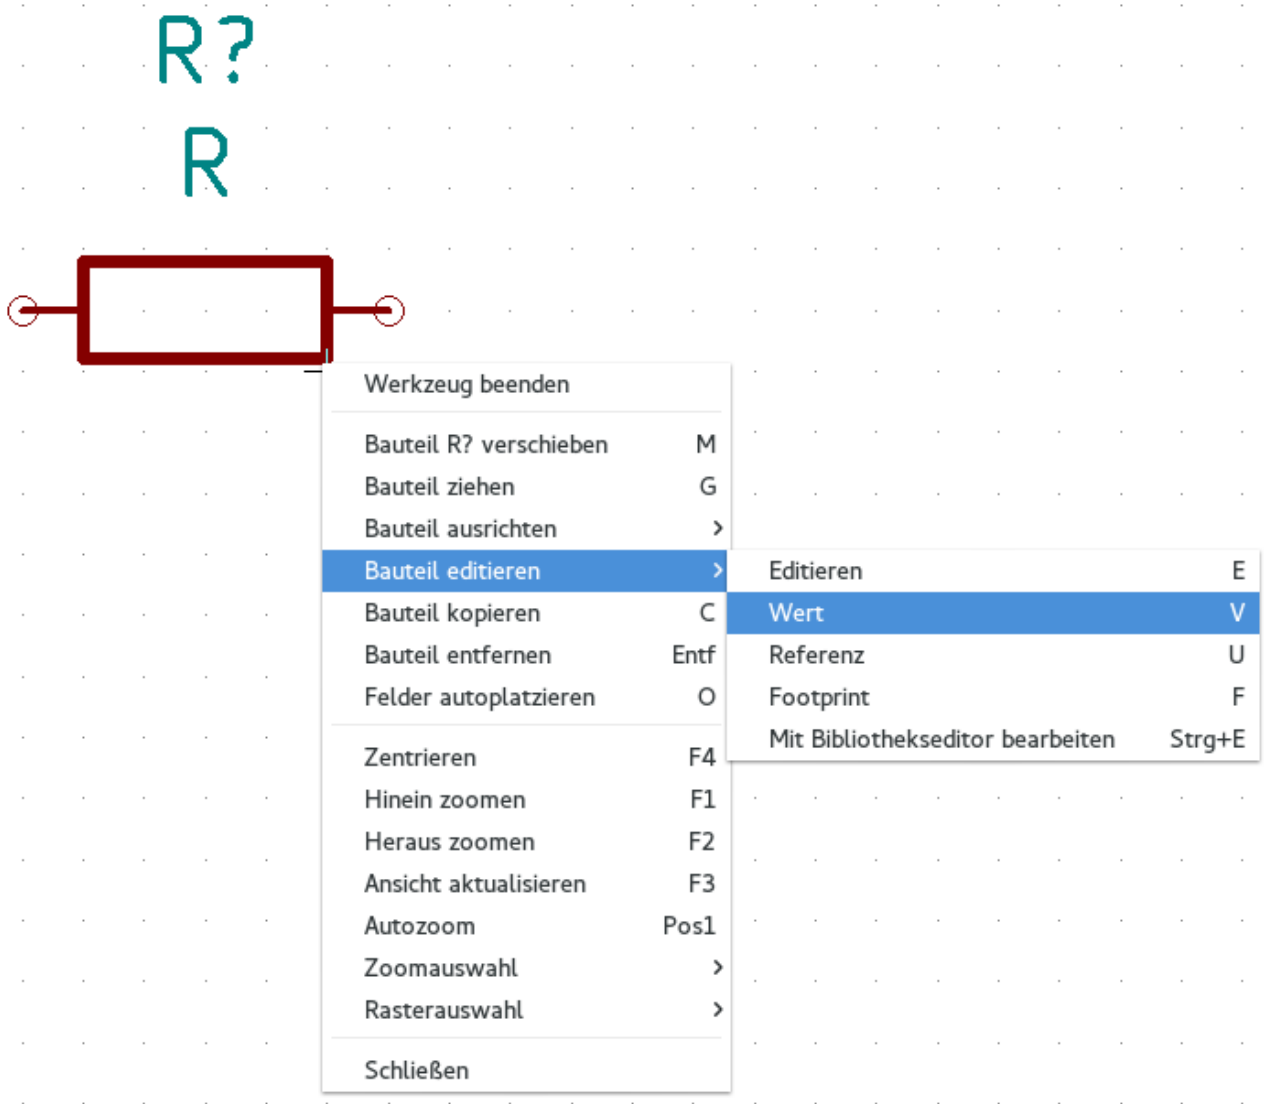 R?
R
Werkzeug beenden
Bauteil R? verschieben M
Bauteil ziehen G
Bauteil ausrichten >
Bauteil editieren >
Editieren E
Bauteil kopieren C
Wert V
Bauteil entfernen Entf
Referenz U
Felder autoplatzieren O
Footprint F
Mit Bibliothekseditor bearbeiten Strg+E
Zentrieren F4
Hinein zoomen F1
Heraus zoomen F2
Ansicht aktualisieren F3
Autozoom Pos1
Zoomauswahl >
Rasterauswahl >
Schließen